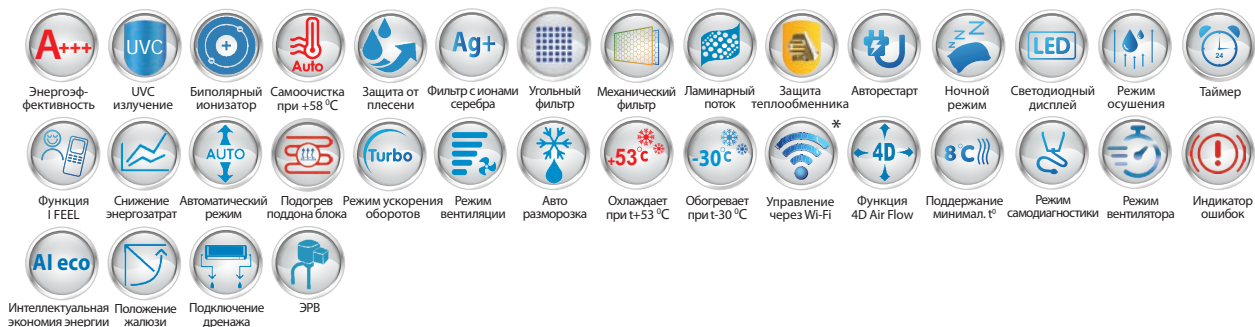 A+++
UVC
Auto
Ag+
Z Z Z
LED
24
Энергоэф-
фективность
UVC
излучение
Биполярный
ионизатор
Самоочистка
при +58 ⁰C
Защита от
плесени
Фильтр с ионами
серебра
Угольный
фильтр
Механический
фильтр
Ламинарный
поток
Защита
теплообменника
Авторестарт
Ночной
режим
Светодиодный
дисплей
Режим
осушения
Таймер
AUTO
Turbo
+53°c
-30°c
*
4D
8°C
Функция
I FEEL
Снижение
энергозатрат
Автоматический
режим
Подогрев
поддона блока
Режим ускорения
оборотов
Режим
вентиляции
Авто
разморозка
Охлаждает
при t+53 ⁰C
Обогревает
при t-30 ⁰C
Управление
через Wi-Fi
Функция
4D Air Flow
Поддержание
минимал. t⁰
Режим
самодиагностики
Режим
вентилятора
Индикатор
ошибок
AI eco
Интеллектуальная
экономия энергии
Положение
жалюзи
Подключение
дренажа
ЭРВ